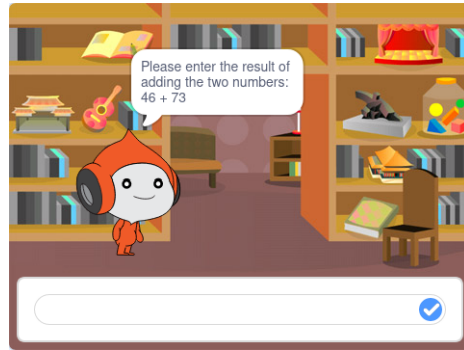 Please enter the result of
adding the two numbers:
46 + 73